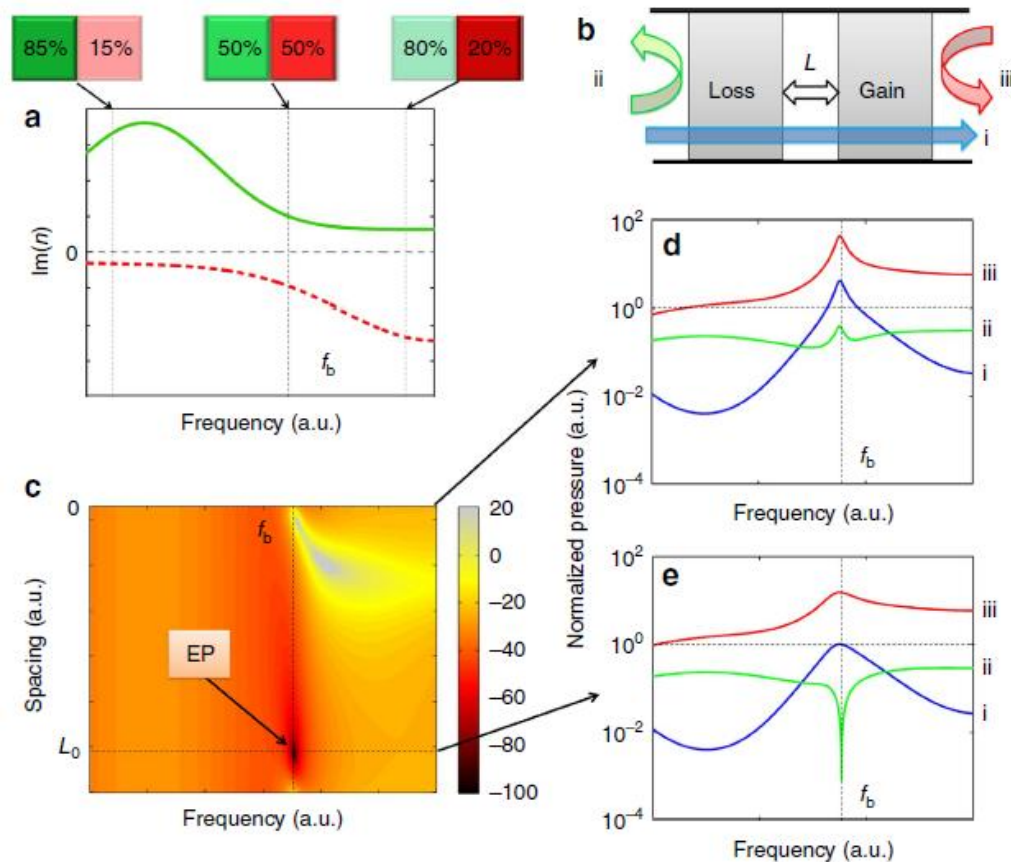 85% 15%
50% 50%
80% 20%
a
Im(n)
0
f_b
Frequency (a.u.)
b
ii
Loss
L
Gain
iii
i
c
Spacing (a.u.)
0
f_b
EP
L_0
Frequency (a.u.)
20
0
−20
−40
−60
−80
−100
Normalized pressure (a.u.)
d
10^2
10^0
10^−2
10^−4
iii
ii
i
f_b
Frequency (a.u.)
e
10^2
10^0
10^−2
10^−4
iii
ii
i
f_b
Frequency (a.u.)